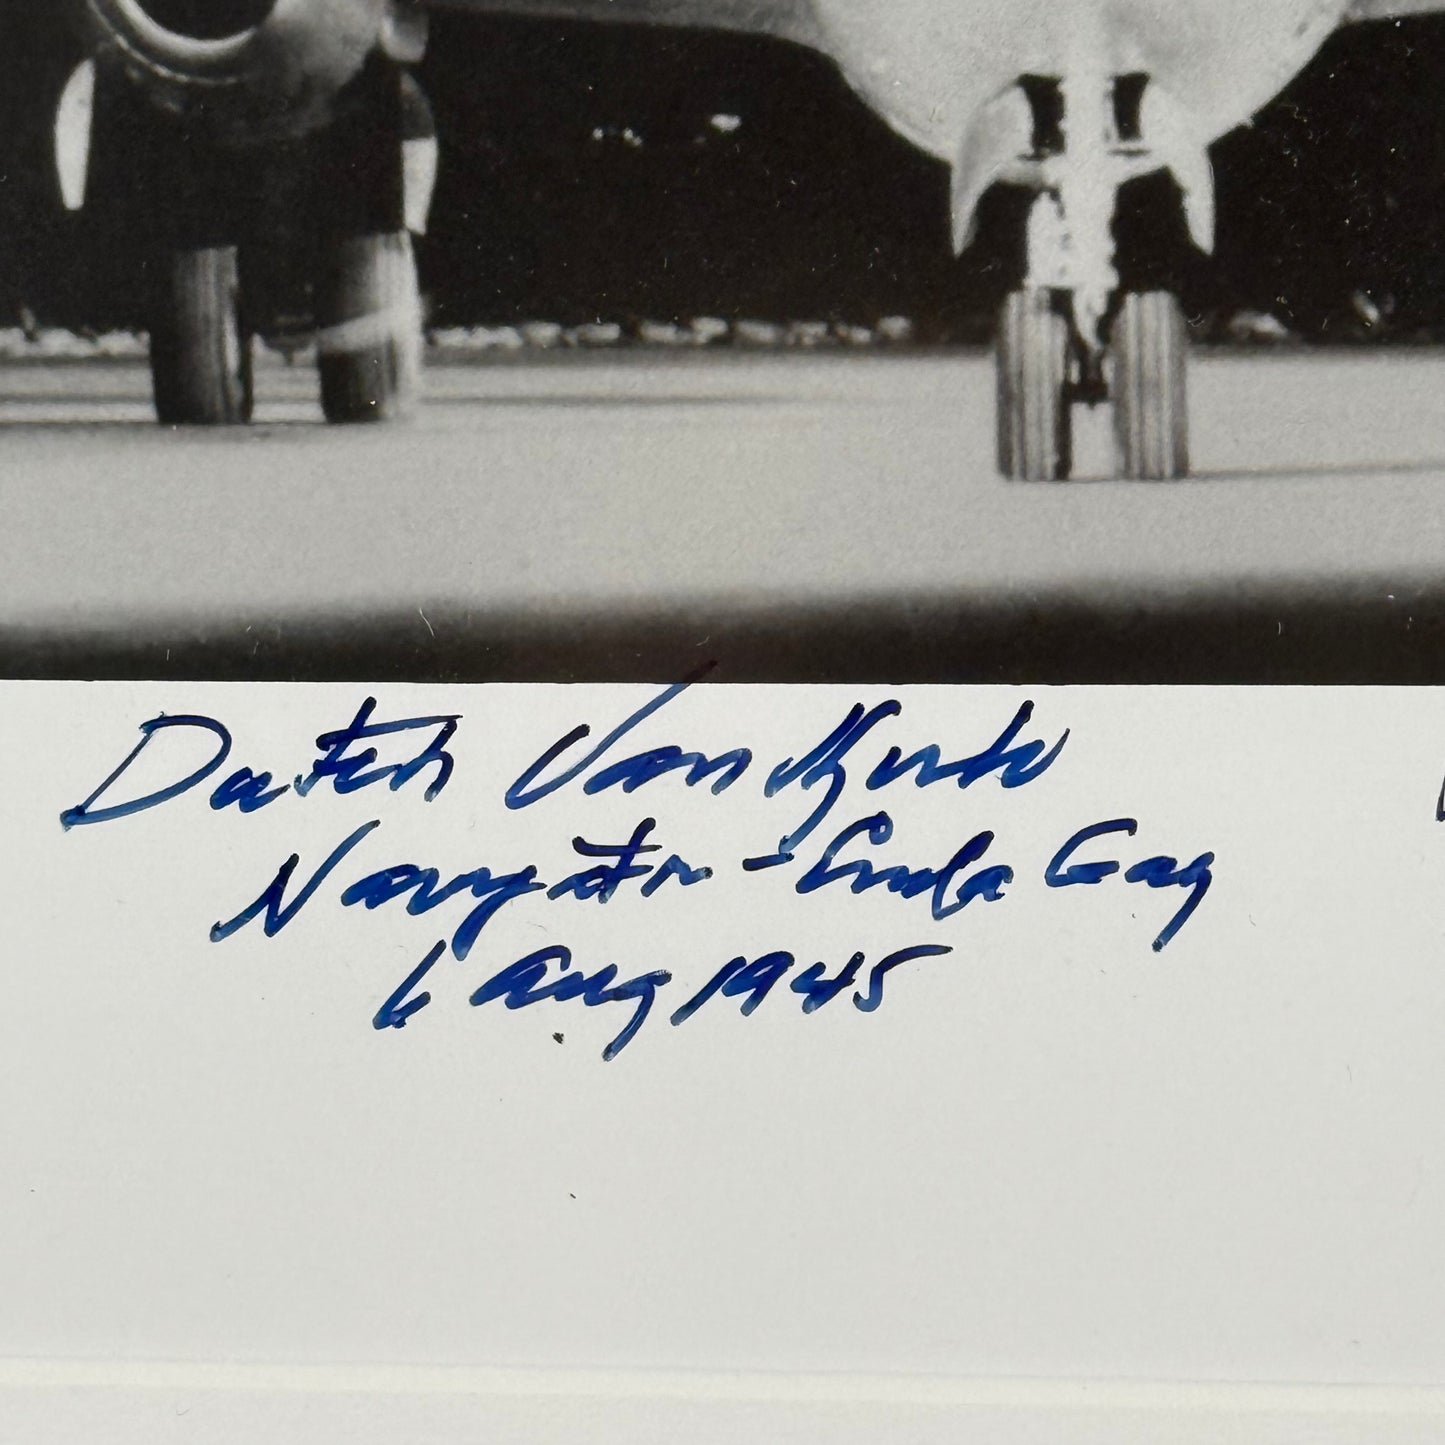 Dutch Van Kirk
Navigator - Enola Gay
6 Aug 1945